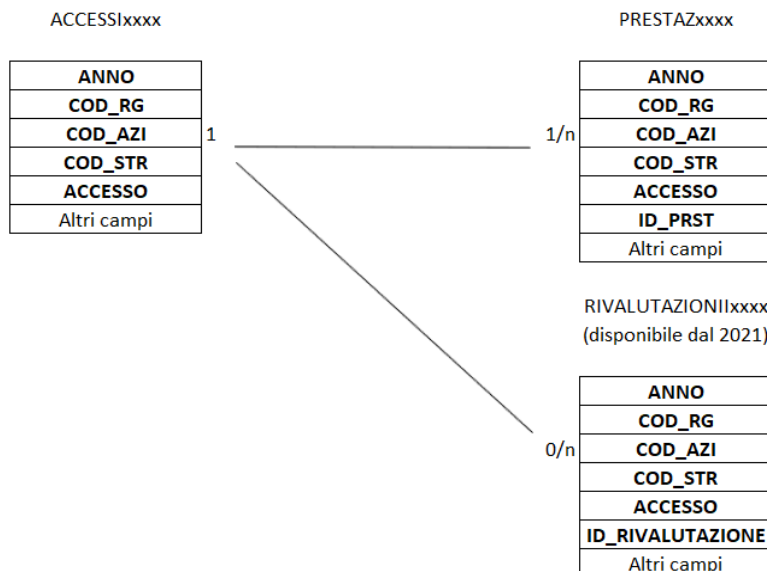 ACCESSIxxxx
ANNO
COD_RG
COD_AZI
COD_STR
ACCESSO
Altri campi
1
1/n
PRESTAZxxxx
ANNO
COD_RG
COD_AZI
COD_STR
ACCESSO
ID_PRST
Altri campi
RIVALUTAZIONIIxxxx
(disponibile dal 2021)
0/n
ANNO
COD_RG
COD_AZI
COD_STR
ACCESSO
ID_RIVALUTAZIONE
Altri campi